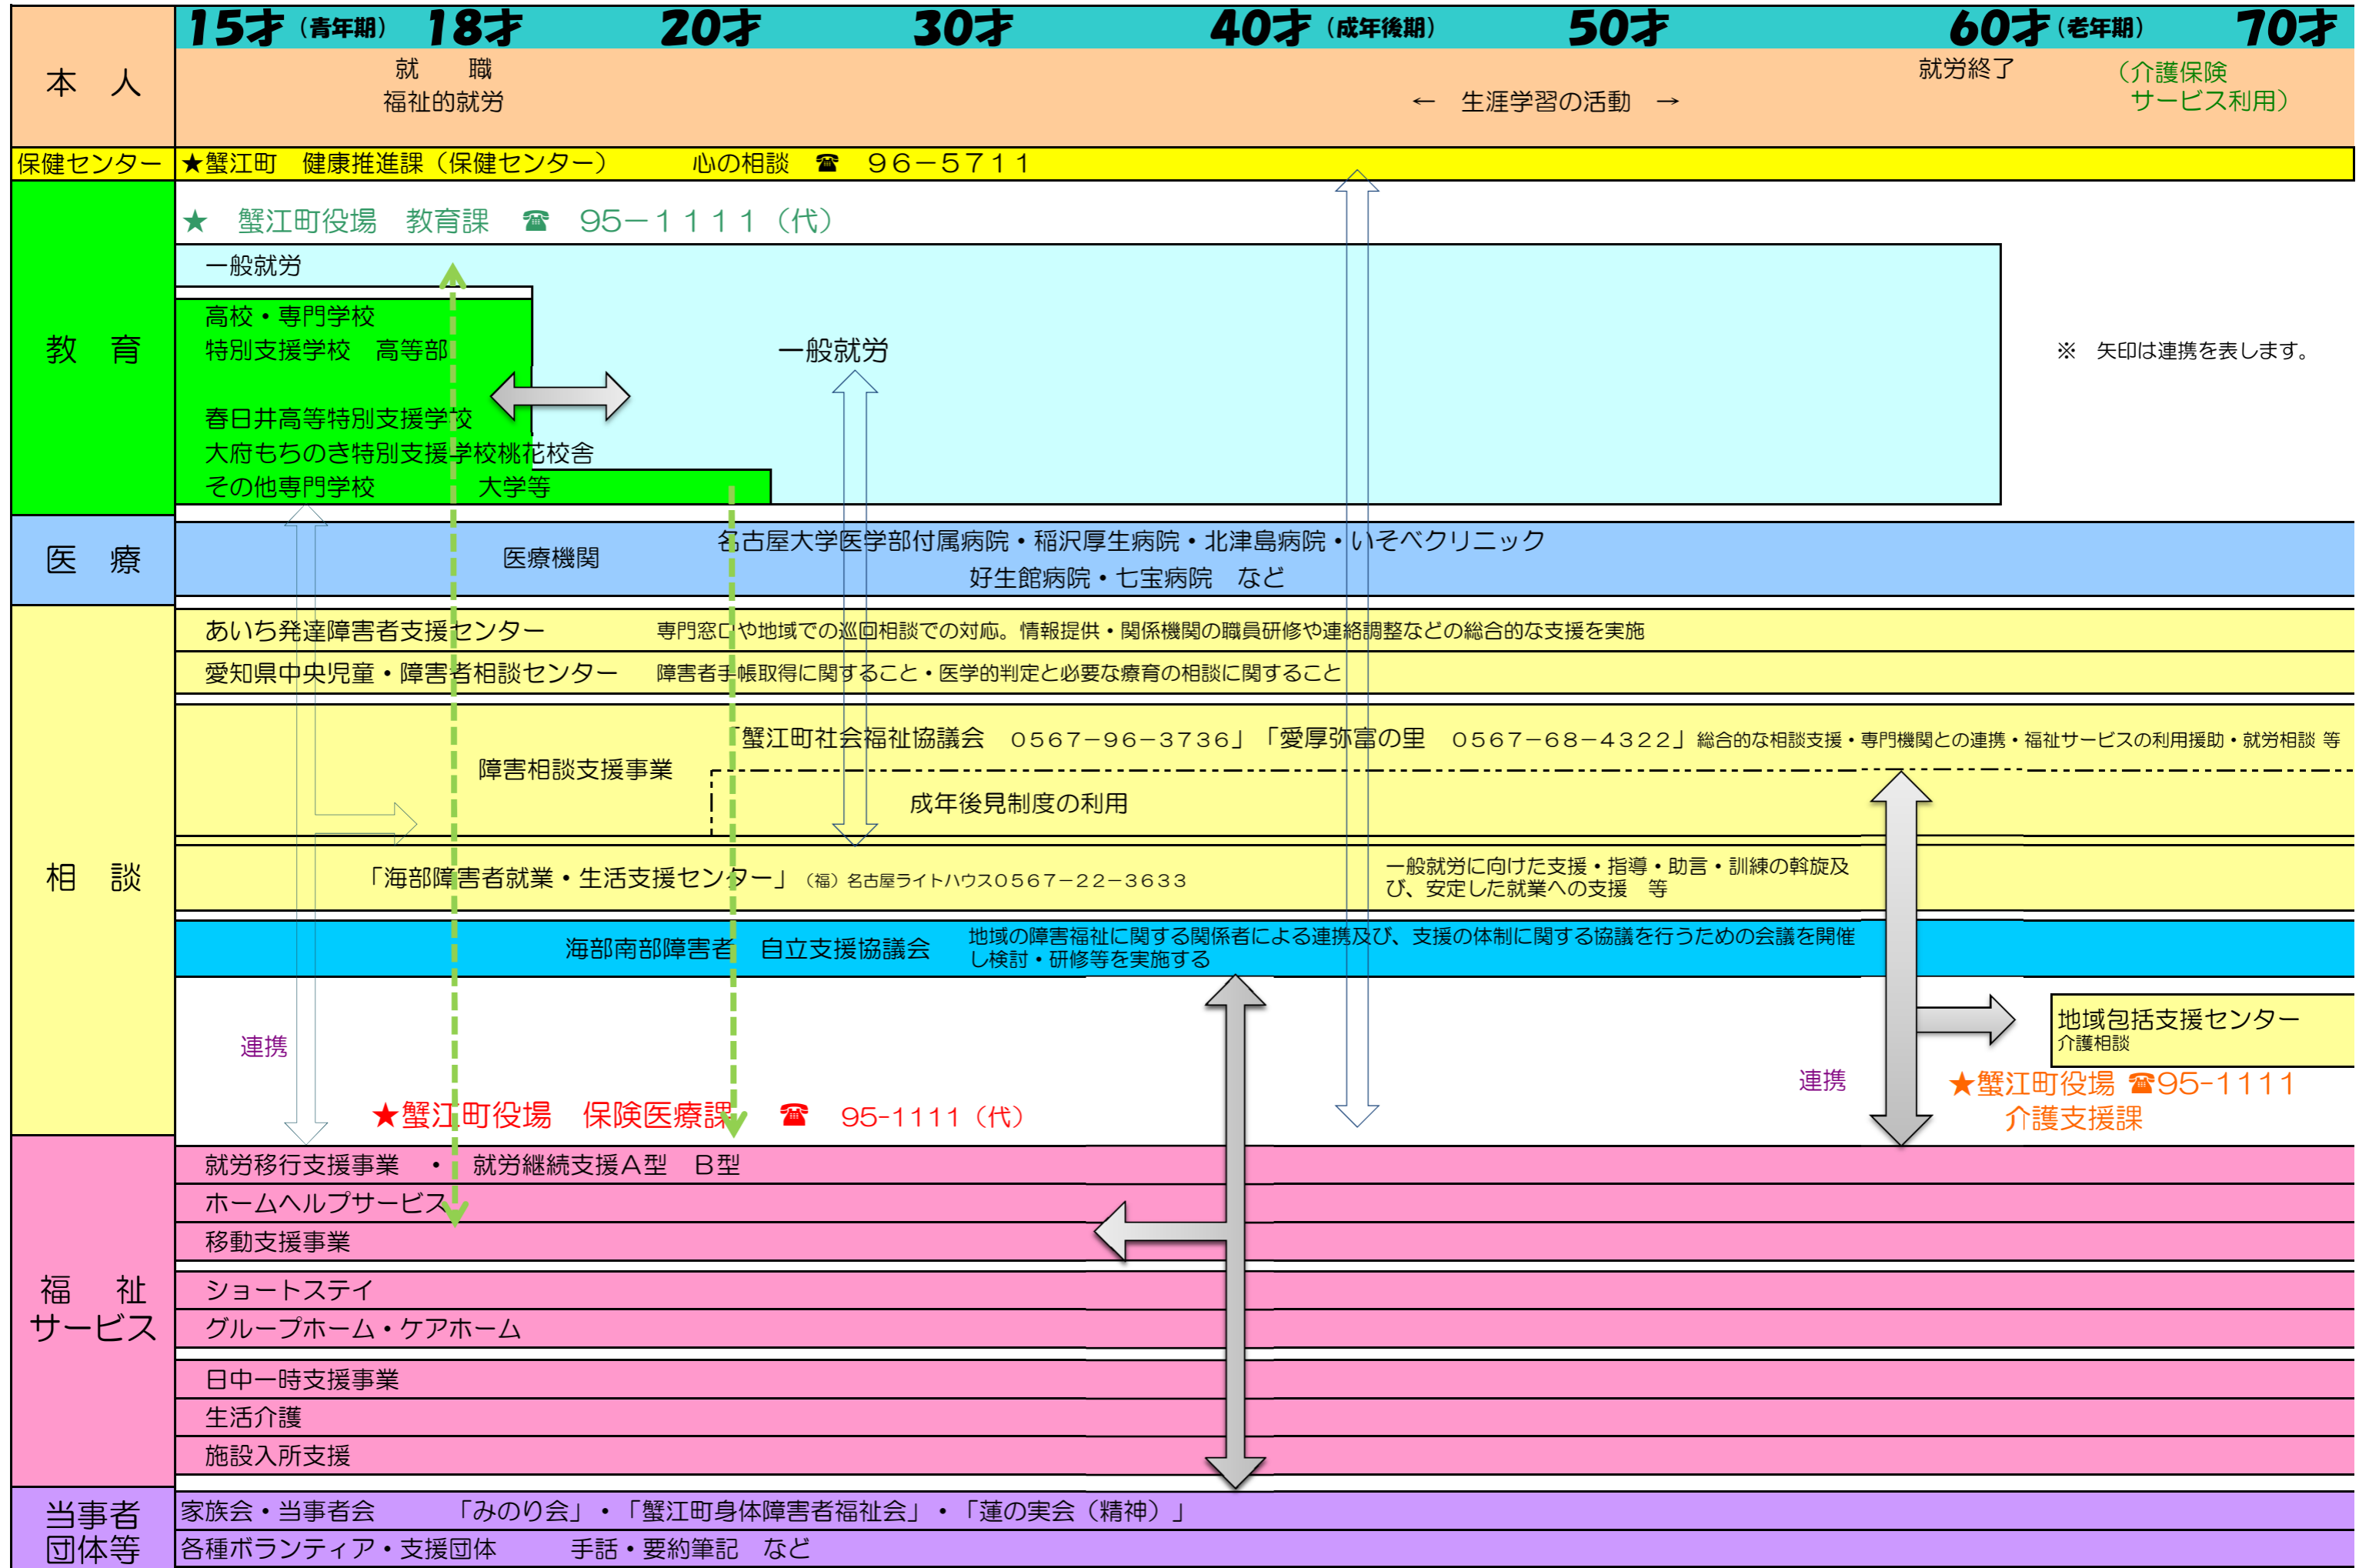 15才（青年期） 18才 20才 30才 40才（成年後期） 50才 60才（老年期） 70才
本　人
就　　職
就労終了
（介護保険
福祉的就労
←　生涯学習の活動　→
サービス利用）
保健センター
★蟹江町　健康推進課（保健センター）　　　心の相談　☎　９６－５７１１
★　蟹江町役場　教育課　☎　95－１１１１（代）
教　育
一般就労
高校・専門学校
特別支援学校　高等部
一般就労
※　矢印は連携を表します。
春日井高等特別支援学校
大府もちのき特別支援学校桃花校舎
その他専門学校　　　　大学等
医　療
医療機関
名古屋大学医学部付属病院・稲沢厚生病院・北津島病院・いそべクリニック
好生館病院・七宝病院　など
相　談
あいち発達障害者支援センター　専門窓口や地域での巡回相談での対応。情報提供・関係機関の職員研修や連絡調整などの総合的な支援を実施
愛知県中央児童・障害者相談センター　障害者手帳取得に関すること・医学的判定と必要な療育の相談に関すること
障害相談支援事業
「蟹江町社会福祉協議会　０５６７－９６－３７３６」「愛厚弥富の里　０５６７－６８－４３２２」総合的な相談支援・専門機関との連携・福祉サービスの利用援助・就労相談 等
成年後見制度の利用
「海部障害者就業・生活支援センター」（福）名古屋ライトハウス０５６７－２２－３６３３
一般就労に向けた支援・指導・助言・訓練の斡旋及
び、安定した就業への支援　等
海部南部障害者　自立支援協議会
地域の障害福祉に関する関係者による連携及び、支援の体制に関する協議を行うための会議を開催
し検討・研修等を実施する
連携
地域包括支援センター
介護相談
連携
★蟹江町役場 ☎95-1111
介護支援課
★蟹江町役場　保険医療課　☎　95-1111（代）
福　祉
サービス
就労移行支援事業　・　就労継続支援Ａ型　Ｂ型
ホームヘルプサービス
移動支援事業
ショートステイ
グループホーム・ケアホーム
日中一時支援事業
生活介護
施設入所支援
当事者
団体等
家族会・当事者会　　　「みのり会」・「蟹江町身体障害者福祉会」・「蓮の実会（精神）」
各種ボランティア・支援団体　　　手話・要約筆記　など